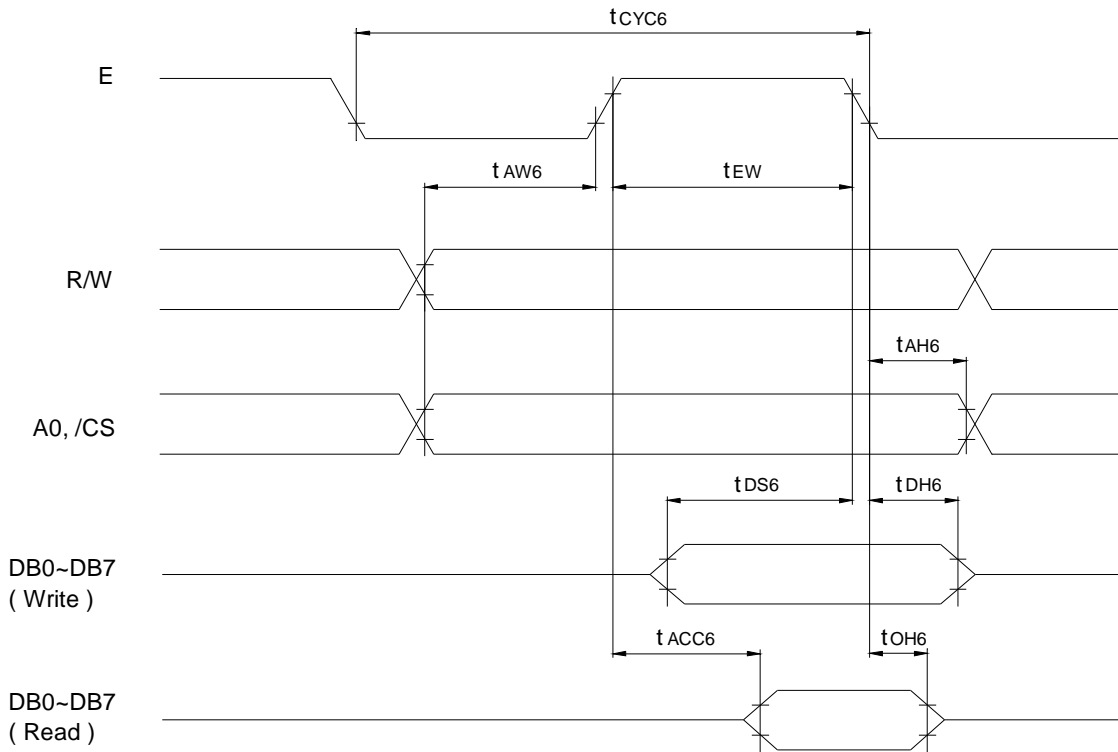 tCYC6
E
tAW6
tEW
R/W
tAH6
A0, /CS
tDS6
tDH6
DB0~DB7
( Write )
tACC6
tOH6
DB0~DB7
( Read )